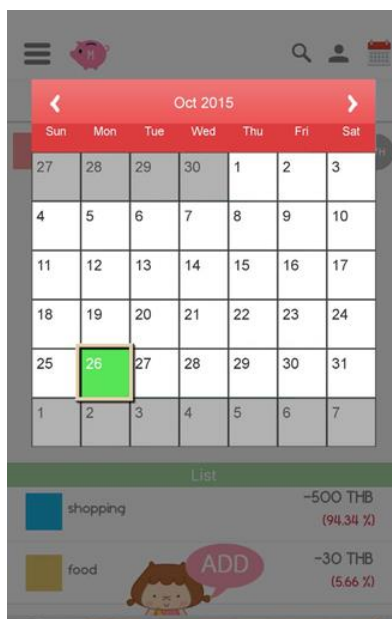 M
Oct 2015
Sun Mon Tue Wed Thu Fri Sat
27 28 29 30 1 2 3
4 5 6 7 8 9 10
11 12 13 14 15 16 17
18 19 20 21 22 23 24
25 26 27 28 29 30 31
1 2 3 4 5 6 7
List
shopping -500 THB
(94.34 %)
food ADD -30 THB
(5.66 %)